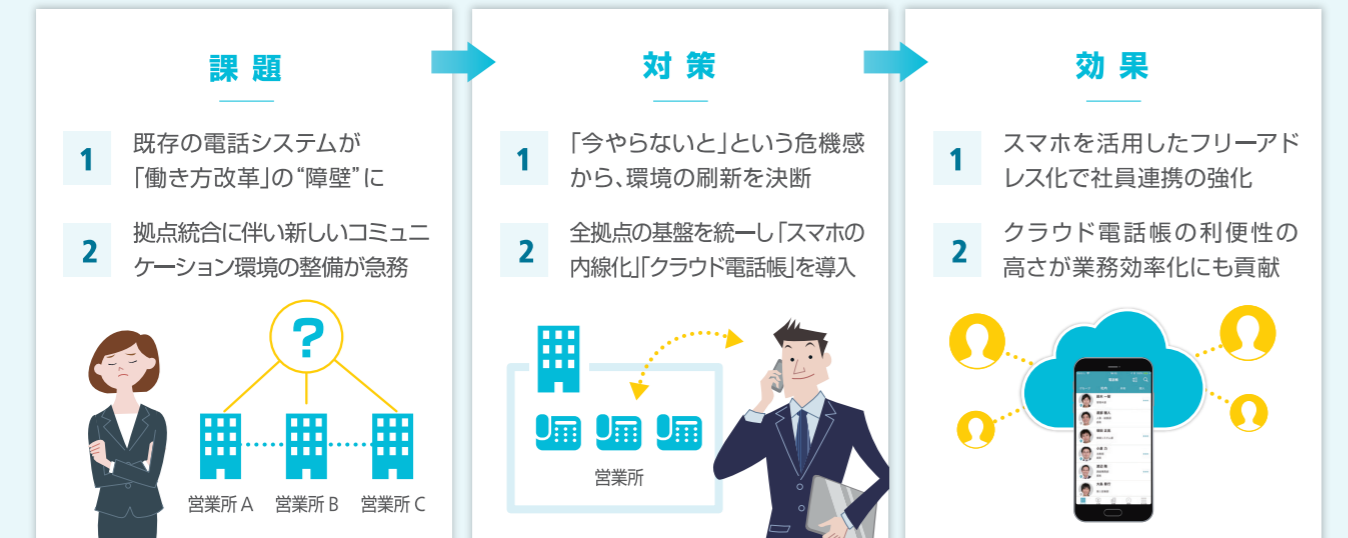 課題
1
既存の電話システムが
「働き方改革」の“障壁”に
2
拠点統合に伴い新しいコミュニ
ケーション環境の整備が急務
?
営業所 A
営業所 B
営業所 C
対策
1
「今やらないと」という危機感
から、環境の刷新を決断
2
全拠点の基盤を統一し「スマホの
内線化」「クラウド電話帳」を導入
営業所
効果
1
スマホを活用したフリーアド
レス化で社員連携の強化
2
クラウド電話帳の利便性の
高さが業務効率化にも貢献
電話帳